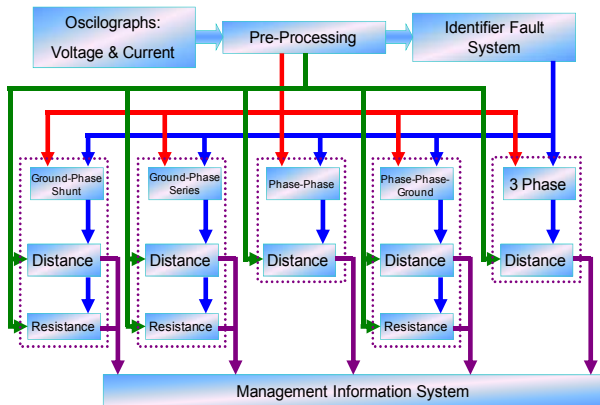 Oscilographs:
Voltage & Current
Pre-Processing
Identifier Fault
System
Ground-Phase
Shunt
Ground-Phase
Series
Phase-Phase
Phase-Phase-
Ground
3 Phase
Distance
Distance
Distance
Distance
Distance
Resistance
Resistance
Resistance
Management Information System